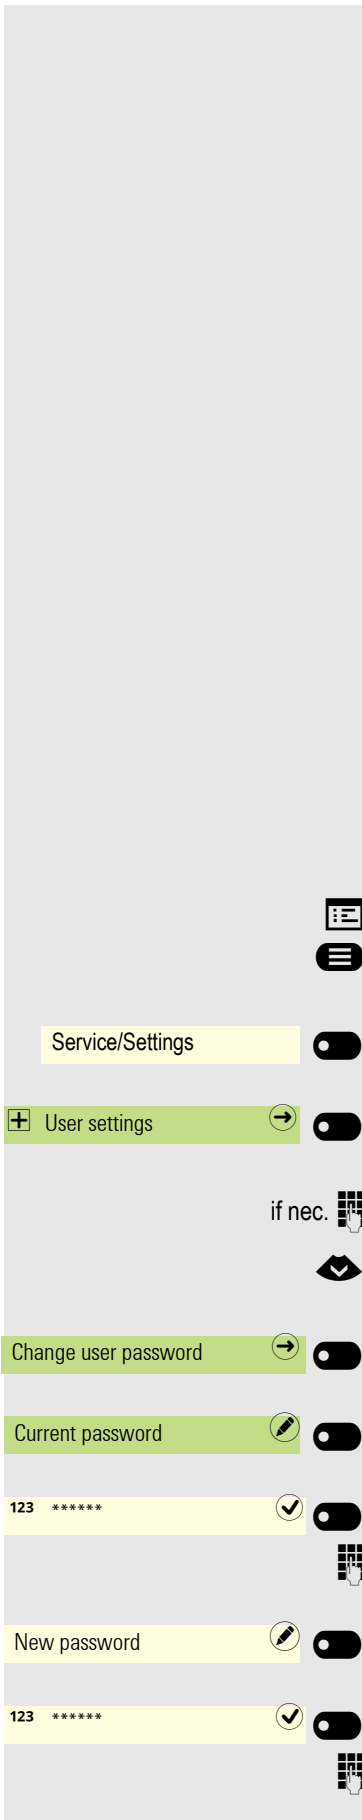 Service/Settings
User settings
if nec.
Change user password
Current password
123 ******
New password
123 ******